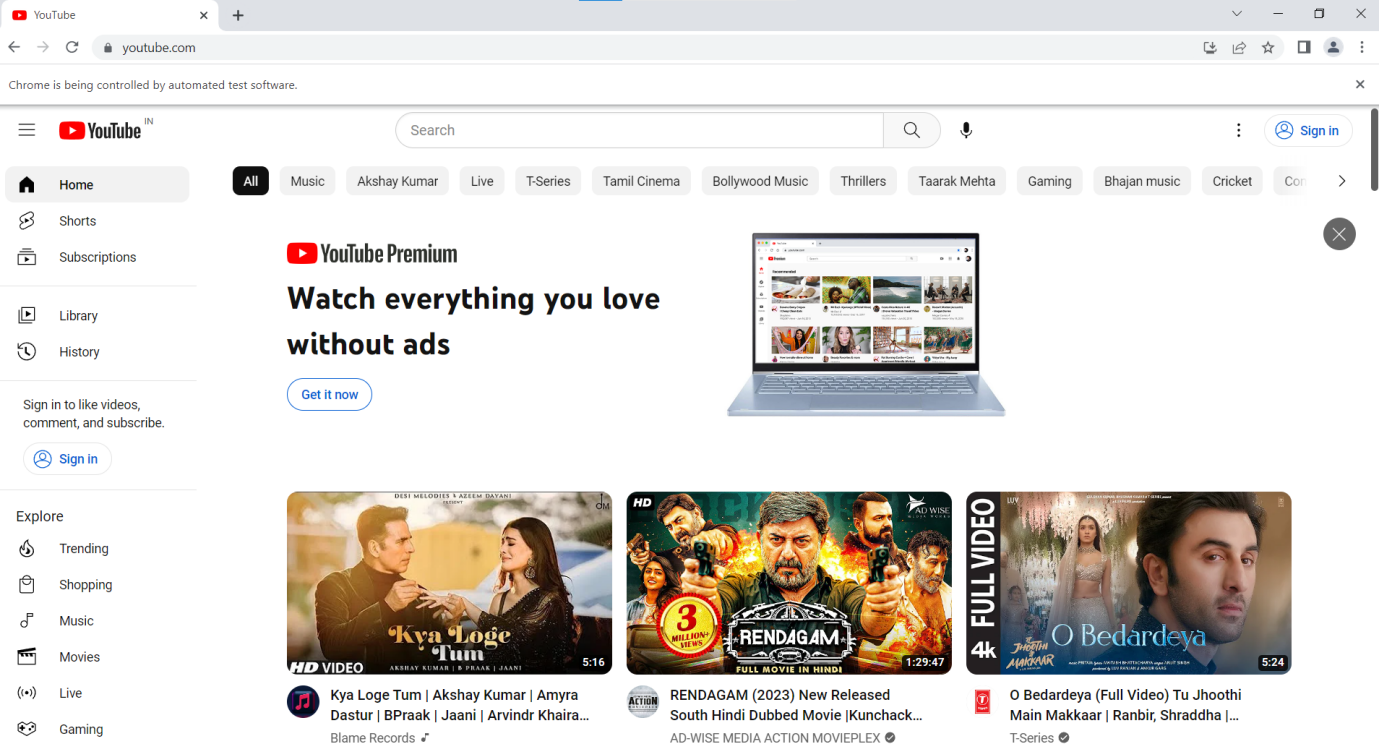 YouTube
youtube.com
Chrome is being controlled by automated test software.
YouTube IN
Search
Sign in
Home
Shorts
Subscriptions
Library
History
Sign in to like videos,
comment, and subscribe.
Sign in
Explore
Trending
Shopping
Music
Movies
Live
Gaming
All Music Akshay Kumar Live T-Series Tamil Cinema Bollywood Music Thrillers Taarak Mehta Gaming Bhajan music Cricket
YouTube Premium
Watch everything you love
without ads
Get it now
DESI MELODIES & AZEEM DAYANI
PRESENT
DM
Kya Loge
Tum
AKSHAY KUMAR | B PRAAK | JAANI
HD VIDEO
5:16
Kya Loge Tum | Akshay Kumar | Amyra
Dastur | BPraak | Jaani | Arvindr Khaira...
Blame Records
HD
AD WISE
3
MILLION+
VIEWS
RENDAGAM
FULL MOVIE IN HINDI
1:29:47
ACTION
RENDAGAM (2023) New Released
South Hindi Dubbed Movie |Kunchack...
AD-WISE MEDIA ACTION MOVIEPLEX
FULL VIDEO
4k
LUV
JHOOTHI
MAKKAAR
O Bedardeya
5:24
O Bedardeya (Full Video) Tu Jhoothi
Main Makkaar | Ranbir, Shraddha |...
T-Series